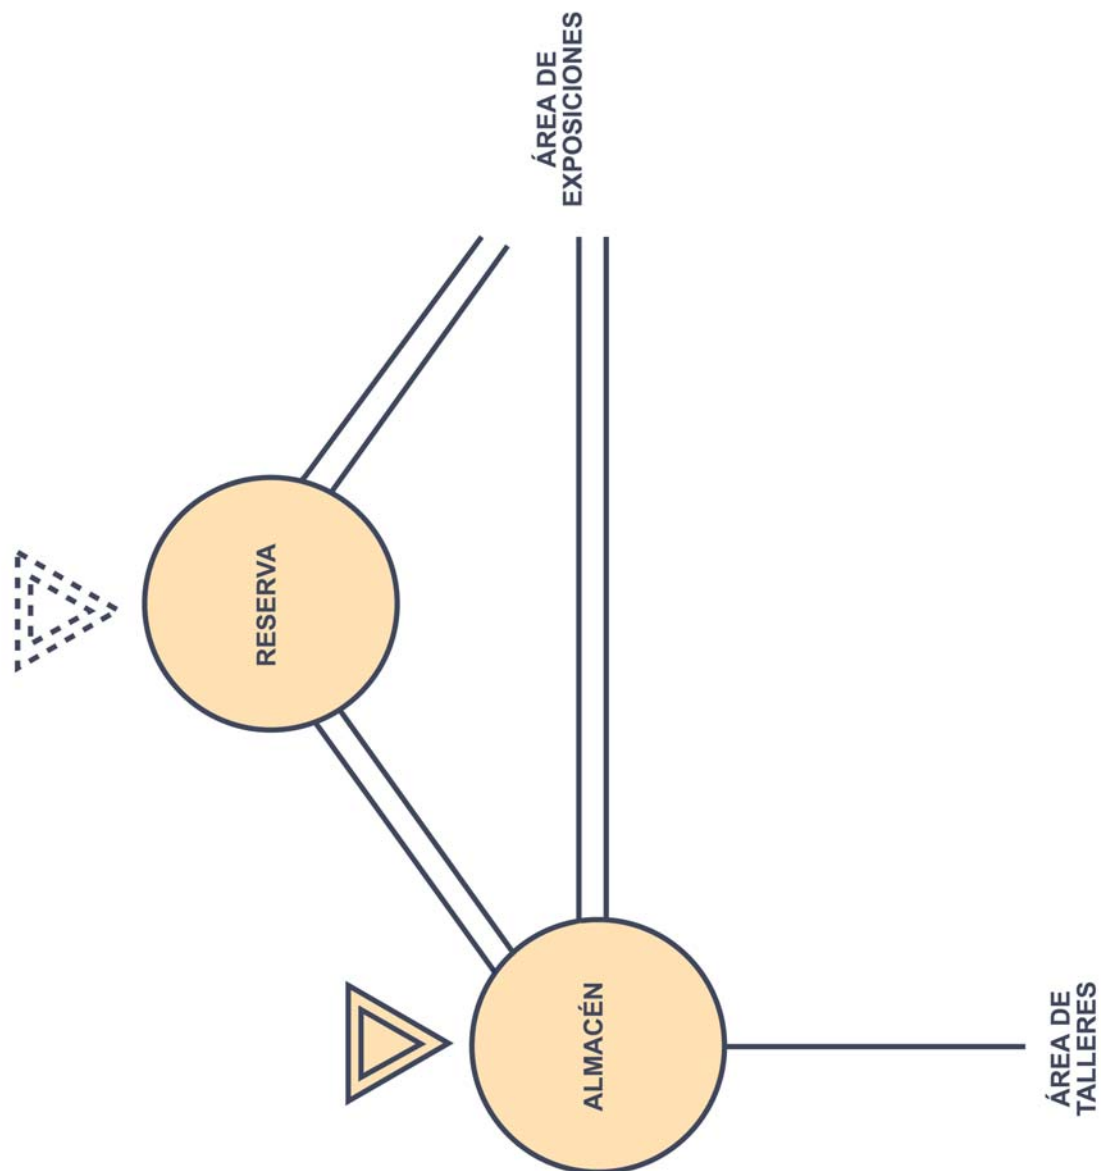 ÁREA DE
EXPOSICIONES
RESERVA
ALMACÉN
ÁREA DE
TALLERES